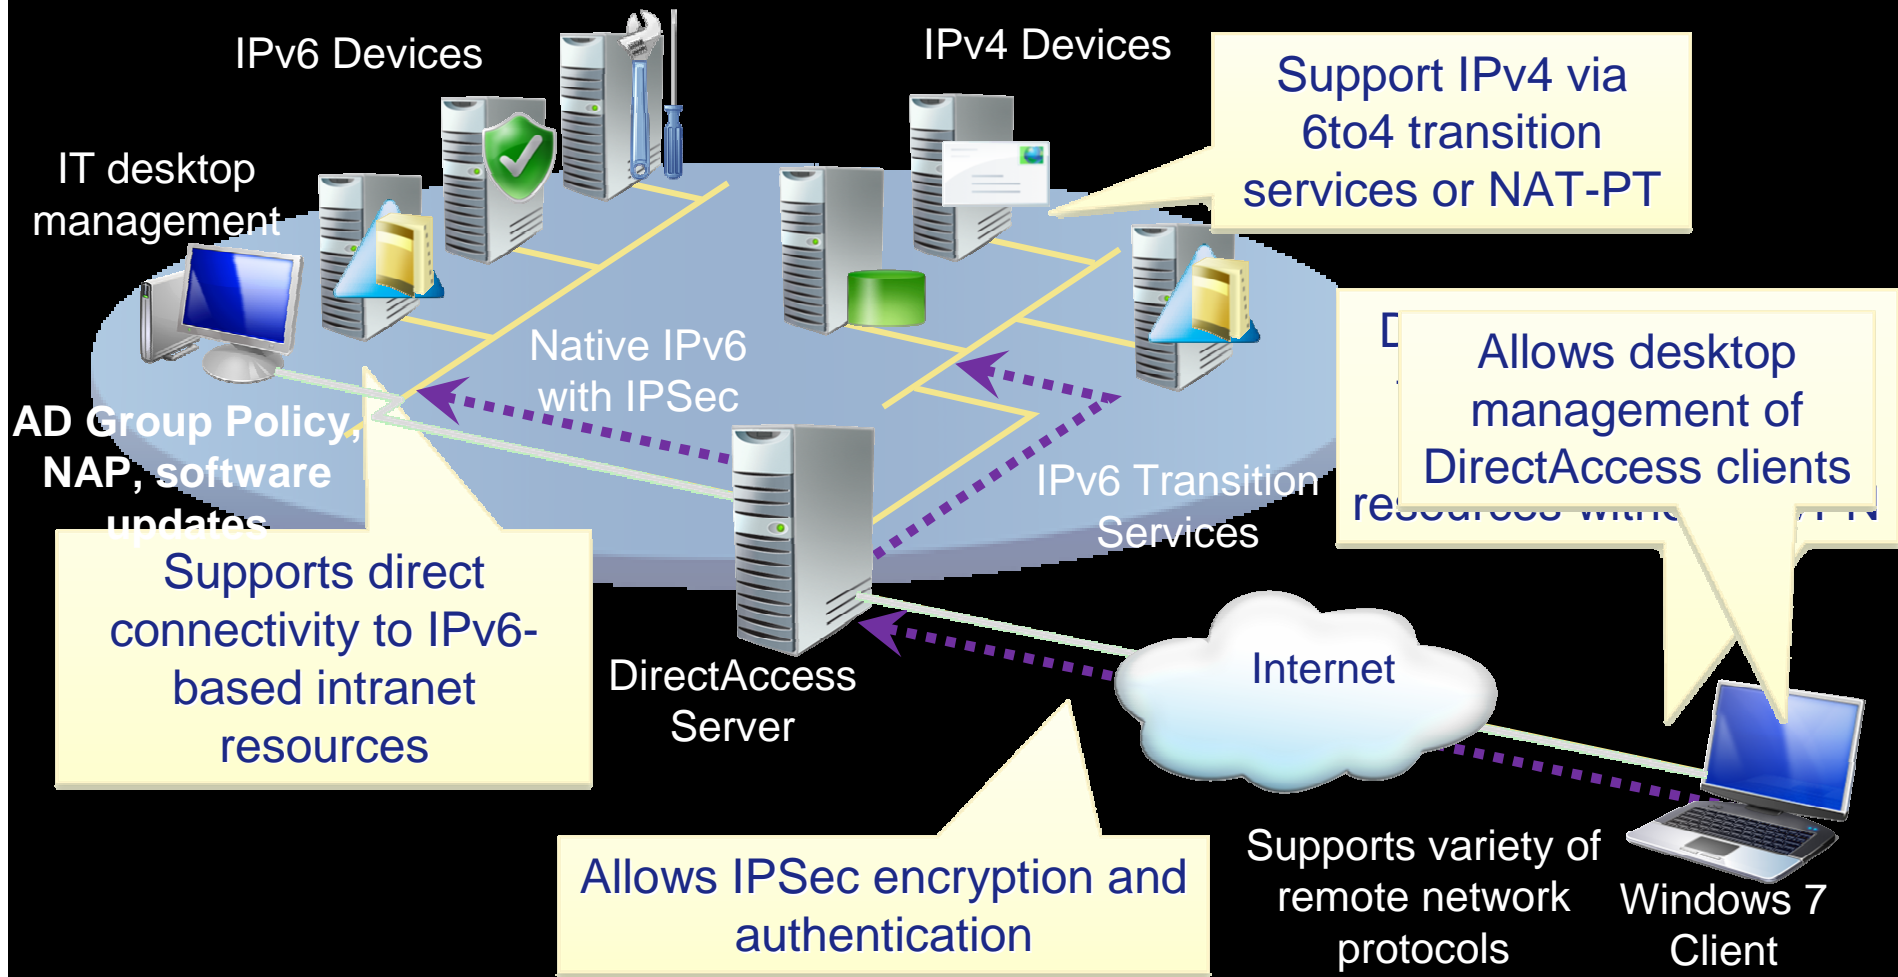 IPv6 Devices
IPv4 Devices
Support IPv4 via
6to4 transition
services or NAT-PT
IT desktop
management
Native IPv6
with IPSec
Allows desktop
management of
DirectAccess clients
resources
AD Group Policy,
NAP, software
updates
IPv6 Transition
Services
Supports direct
connectivity to IPv6-
based intranet
resources
DirectAccess
Server
Internet
Allows IPSec encryption and
authentication
Supports variety of
remote network
protocols
Windows 7
Client